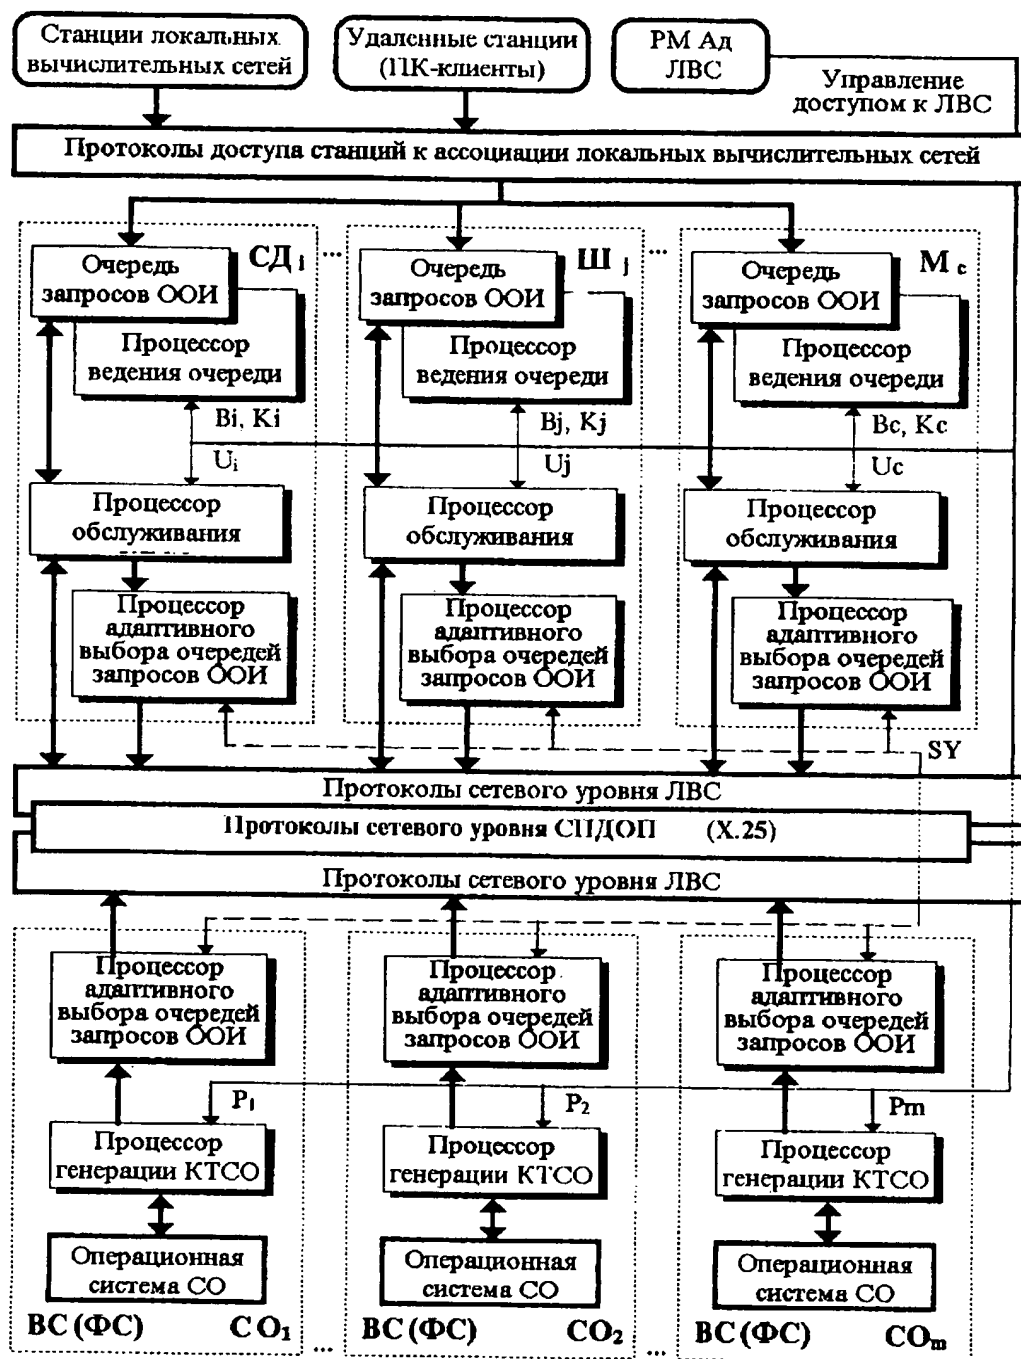 Станции локальных
вычислительных сетей
Удаленные станции
(ПК-клиенты)
РМ Ад
ЛВС
Управление
доступом к ЛВС
Протоколы доступа станций к ассоциации локальных вычислительных сетей
СД i
...
Ш j
...
М c
Очередь
запросов ООИ
Очередь
запросов ООИ
Очередь
запросов ООИ
Процессор
ведения очереди
Процессор
ведения очереди
Процессор
ведения очереди
Bi, Ki
Bj, Kj
Bc, Kc
Ui
Uj
Uc
Процессор
обслуживания
Процессор
обслуживания
Процессор
обслуживания
Процессор
адаптивного
выбора очередей
запросов ООИ
Процессор
адаптивного
выбора очередей
запросов ООИ
Процессор
адаптивного
выбора очередей
запросов ООИ
SY
Протоколы сетевого уровня ЛВС
Протоколы сетевого уровня СПДОП (X.25)
Протоколы сетевого уровня ЛВС
Процессор
адаптивного
выбора очередей
запросов ООИ
Процессор
адаптивного
выбора очередей
запросов ООИ
Процессор
адаптивного
выбора очередей
запросов ООИ
P1
P2
Pm
Процессор
генерации КТСО
Процессор
генерации КТСО
Процессор
генерации КТСО
Операционная
система СО
Операционная
система СО
Операционная
система СО
ВС (ФС) СО1
...
ВС (ФС) СО2
...
ВС (ФС) СОm